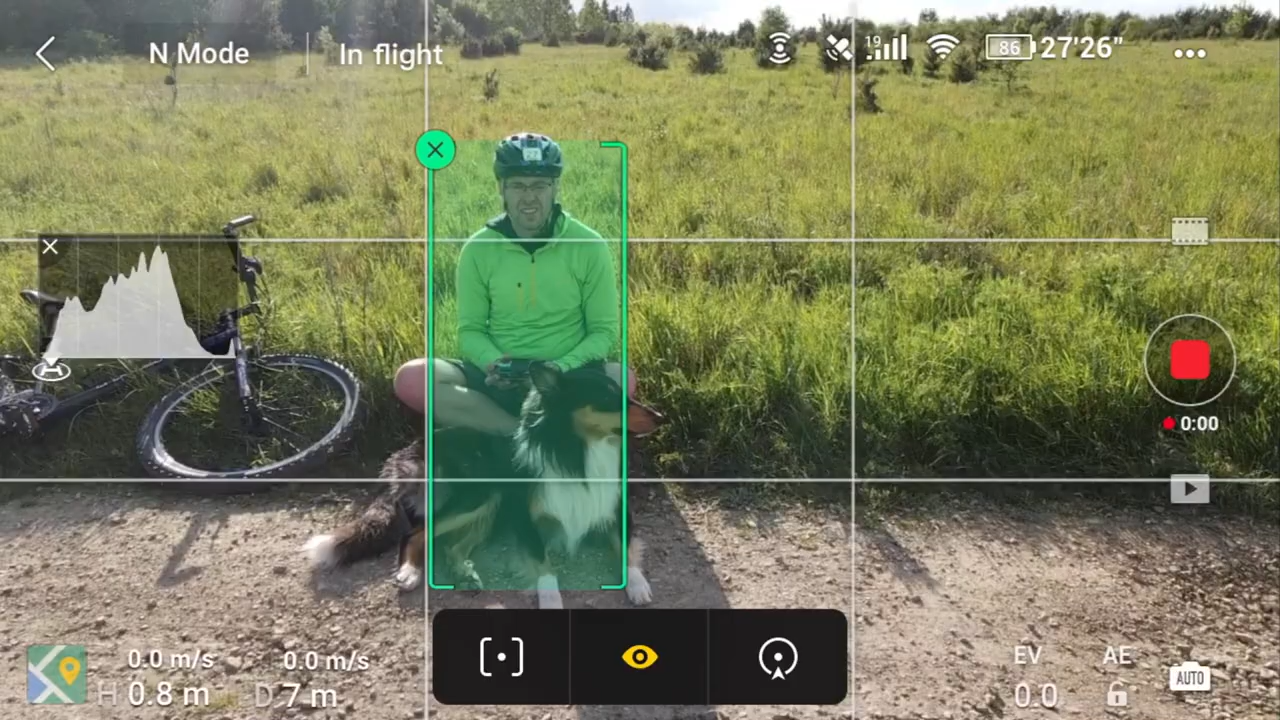 N Mode In flight 19 86 27'26"
0:00
0.0 m/s 0.0 m/s
H 0.8 m D 7 m
EV AE
0.0
AUTO